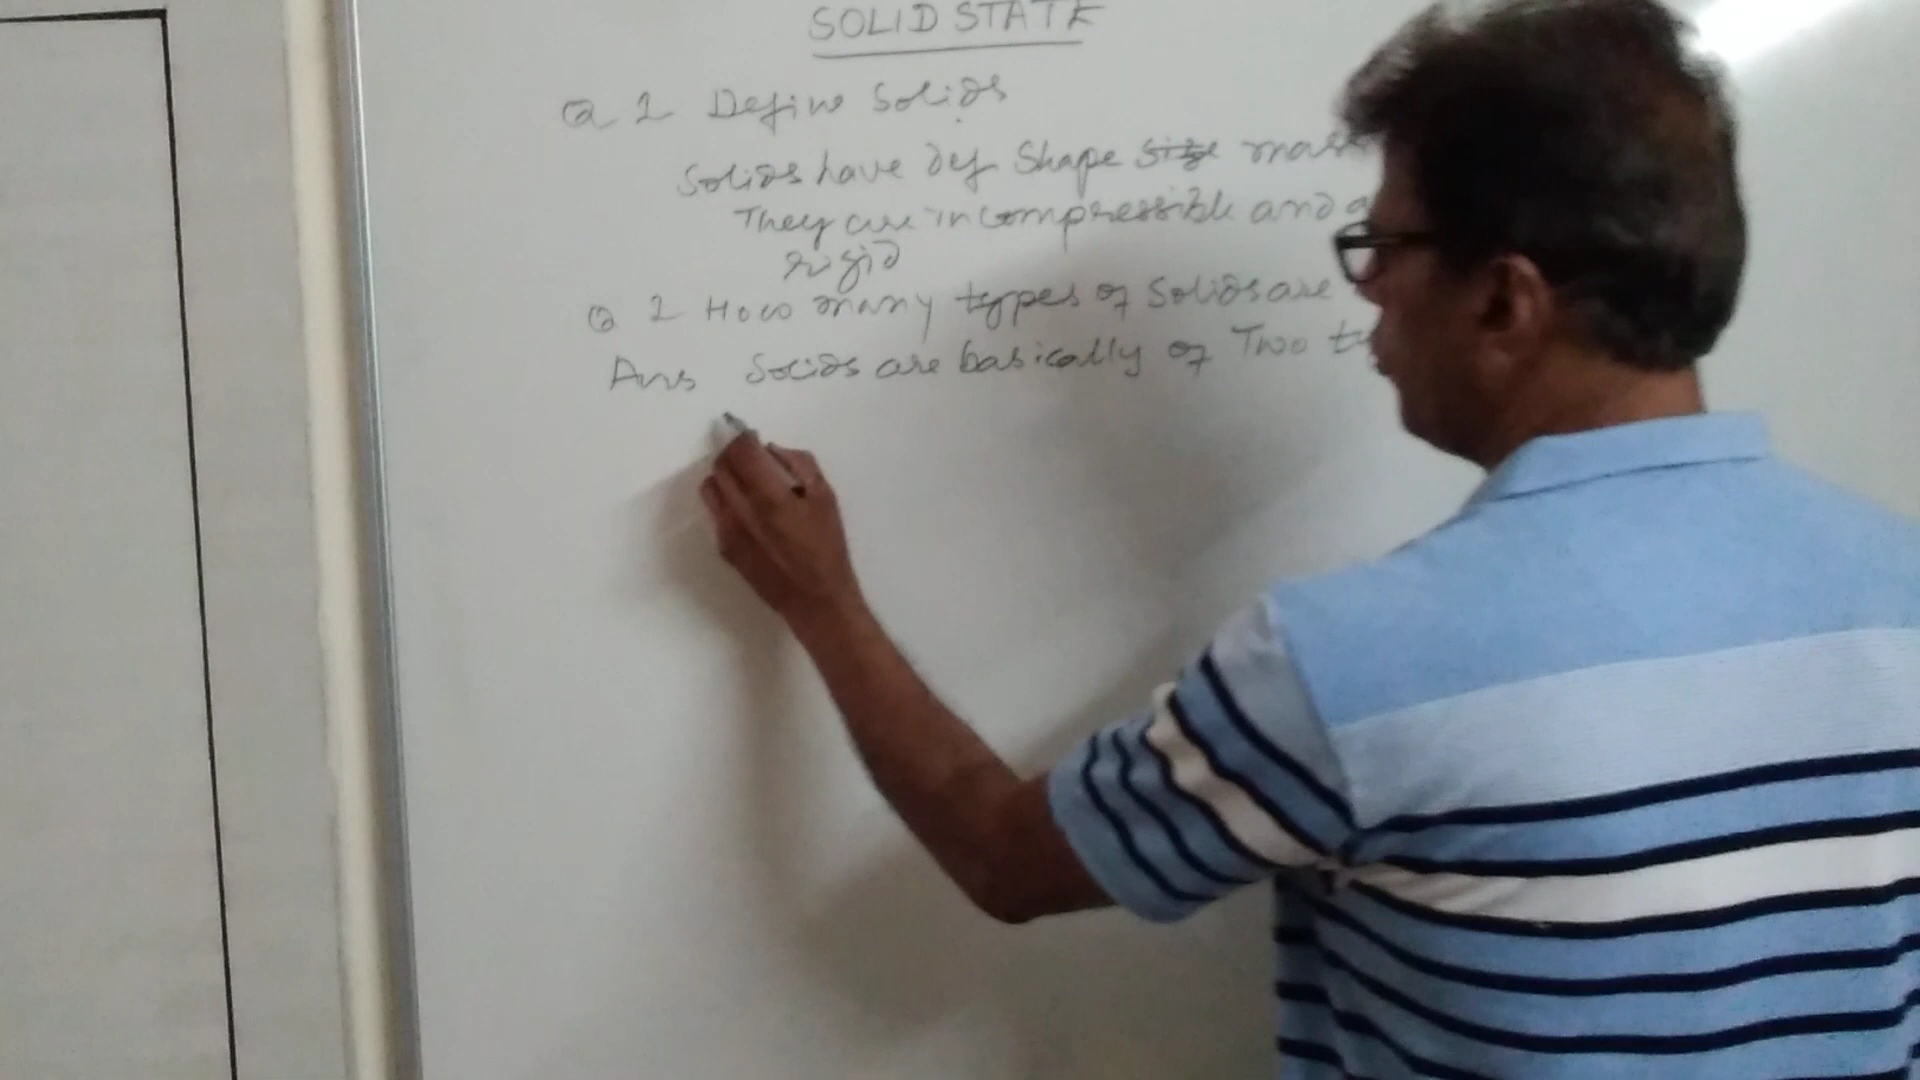 SOLID STATE
Q 1 Define Solids
Solids have def Shape size mass
They are incompressible and
rigid
Q 2 How many types of Solids are
Ans Solids are basically of Two